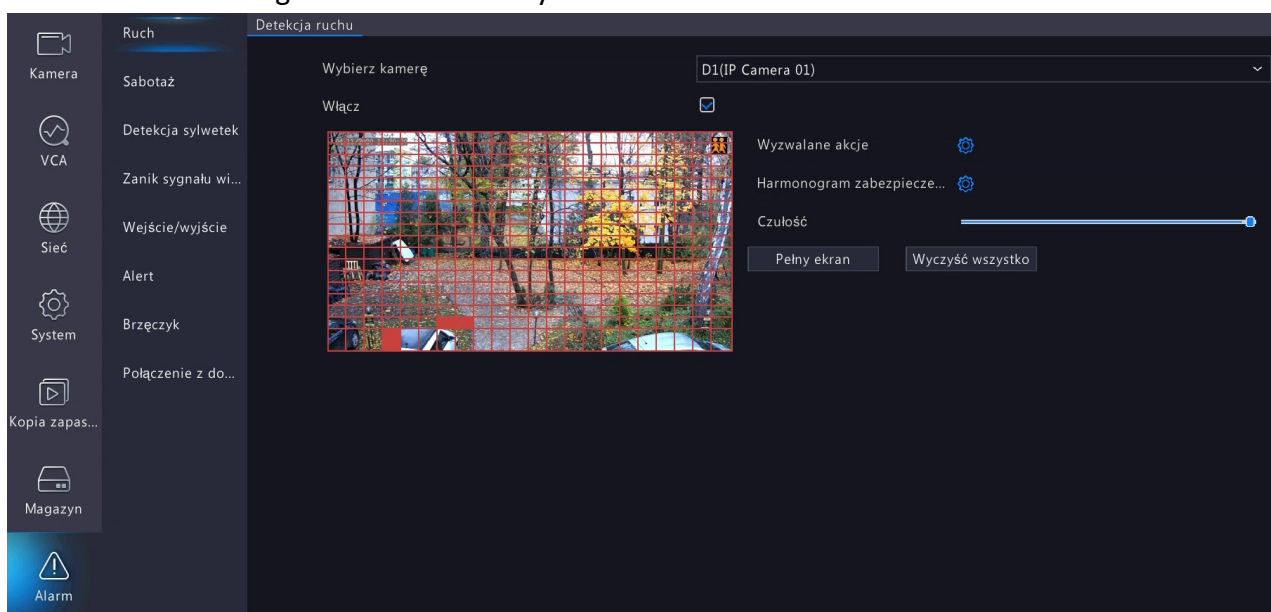 Kamera
VCA
Sieć
System
Kopia zapas...
Magazyn
Alarm
Ruch
Sabotaż
Detekcja sylwetek
Zanik sygnału wi...
Wejście/wyjście
Alert
Brzęczyk
Połączenie z do...
Detekcja ruchu
Wybierz kamerę
D1(IP Camera 01)
Włącz
Wyzwalane akcje
Harmonogram zabezpiecze...
Czułość
Pełny ekran
Wyczyść wszystko